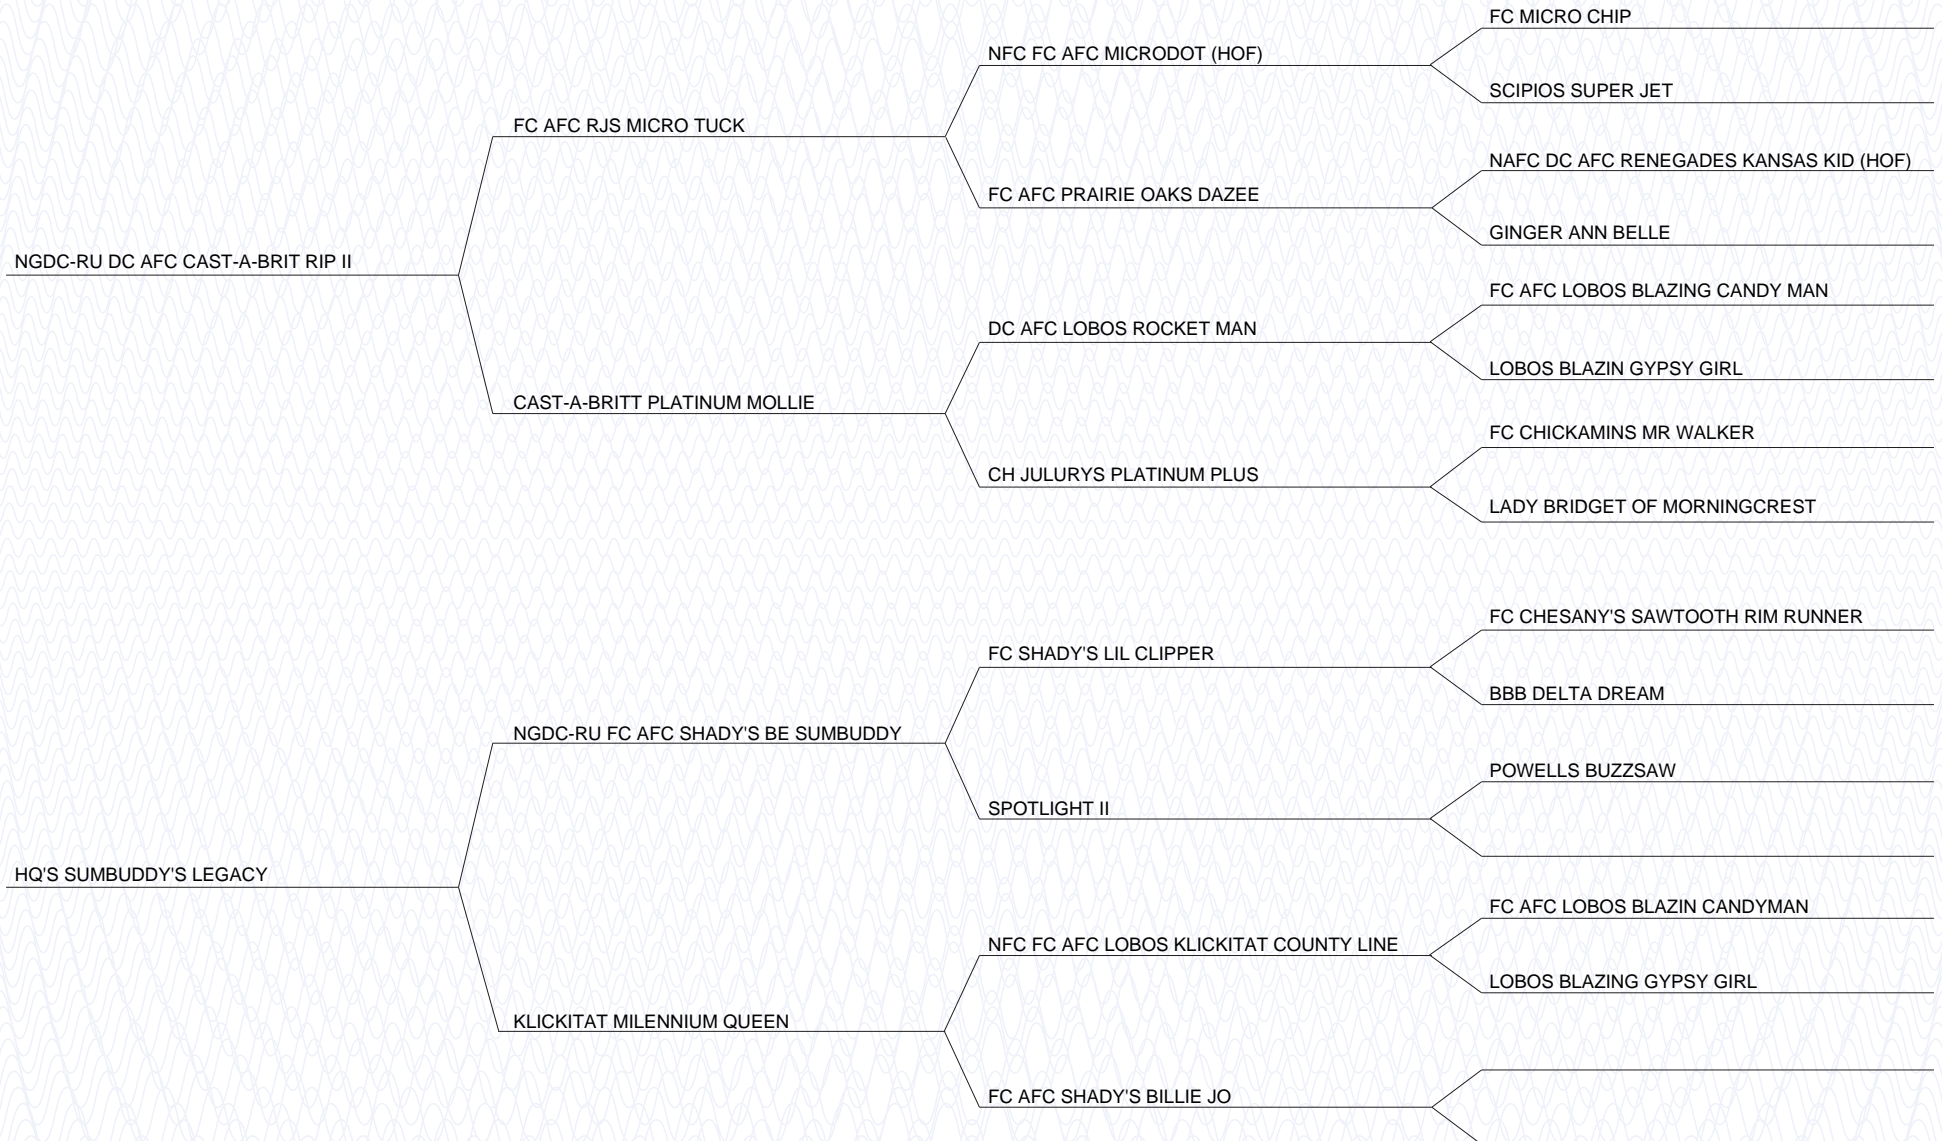 FC MICRO CHIP
NFC FC AFC MICRODOT (HOF)
SCIPIOS SUPER JET
FC AFC RJS MICRO TUCK
NAFC DC AFC RENEGADES KANSAS KID (HOF)
FC AFC PRAIRIE OAKS DAZEE
GINGER ANN BELLE
NGDC-RU DC AFC CAST-A-BRIT RIP II
FC AFC LOBOS BLAZING CANDY MAN
DC AFC LOBOS ROCKET MAN
LOBOS BLAZIN GYPSY GIRL
CAST-A-BRITT PLATINUM MOLLIE
FC CHICKAMINS MR WALKER
CH JULURYS PLATINUM PLUS
LADY BRIDGET OF MORNINGCREST
FC CHESANY'S SAWTOOTH RIM RUNNER
FC SHADY'S LIL CLIPPER
BBB DELTA DREAM
NGDC-RU FC AFC SHADY'S BE SUMBUDDY
POWELLS BUZZSAW
SPOTLIGHT II
HQ'S SUMBUDDY'S LEGACY
FC AFC LOBOS BLAZIN CANDYMAN
NFC FC AFC LOBOS KLICKITAT COUNTY LINE
LOBOS BLAZING GYPSY GIRL
KLICKITAT MILENNIUM QUEEN
FC AFC SHADY'S BILLIE JO